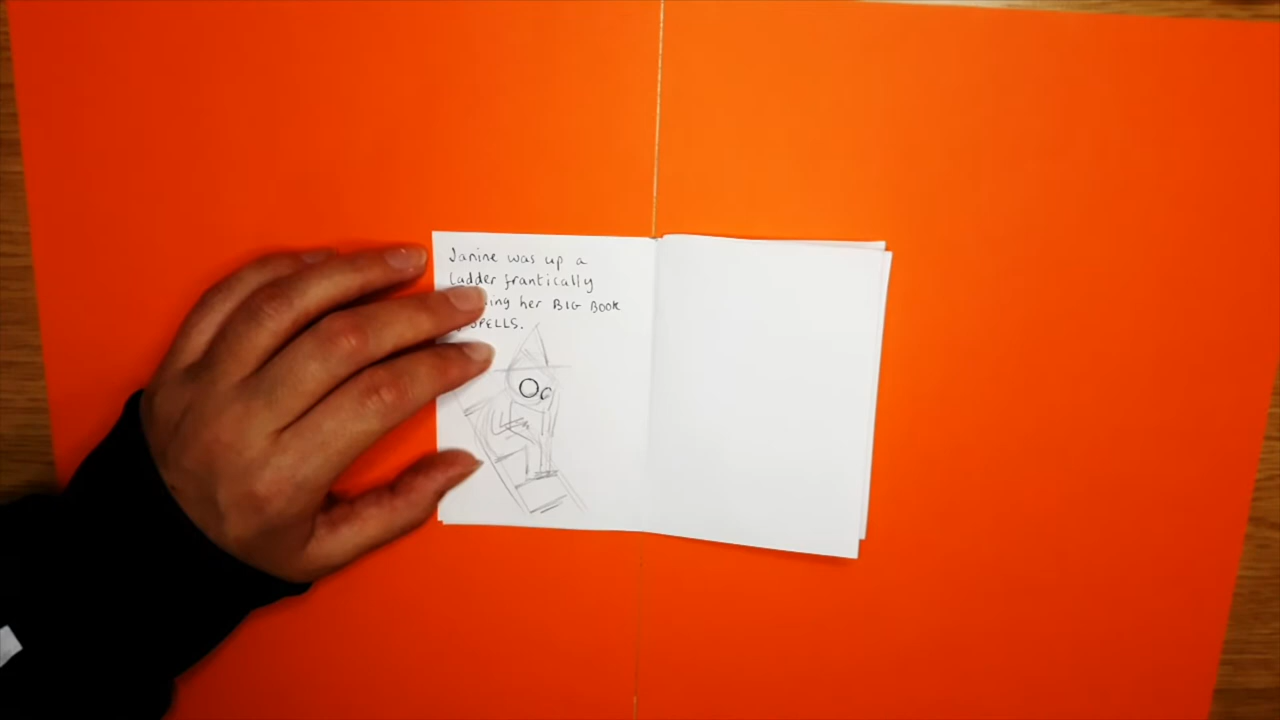 Janine was up a
ladder frantically
her BIG BOOK
SPELLS.